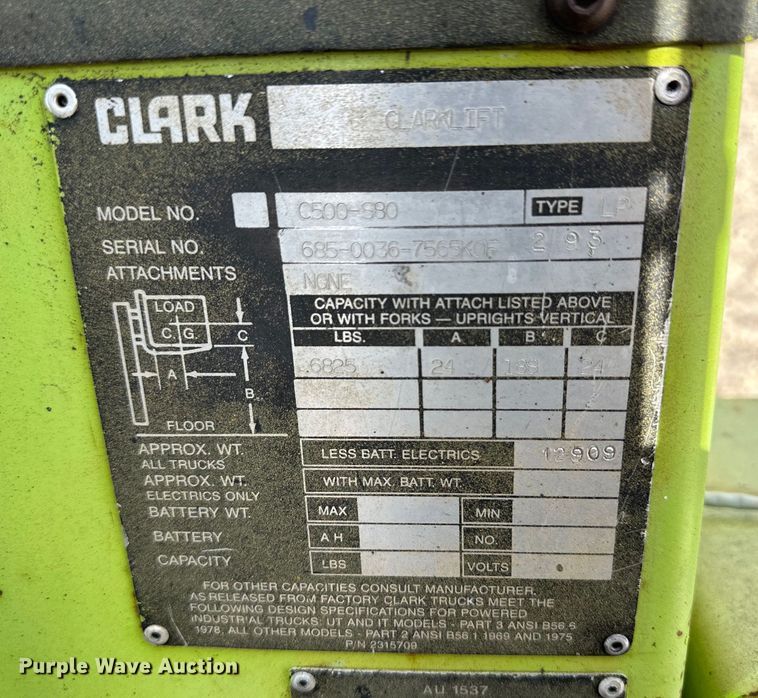 CLARK CLARKLIFT
MODEL NO. C500-S80 TYPE LP
SERIAL NO. 685-0036-7565KOF 293
ATTACHMENTS NONE
CAPACITY WITH ATTACH LISTED ABOVE
OR WITH FORKS — UPRIGHTS VERTICAL
LBS. A B C
6825 24 24
LOAD
C.G
C
A
B
FLOOR
APPROX. WT. LESS BATT. ELECTRICS 12909
ALL TRUCKS
APPROX. WT. WITH MAX. BATT. WT.
ELECTRICS ONLY
BATTERY WT. MAX MIN
BATTERY A H NO.
CAPACITY LBS VOLTS
FOR OTHER CAPACITIES CONSULT MANUFACTURER.
AS RELEASED FROM FACTORY CLARK TRUCKS MEET THE
FOLLOWING DESIGN SPECIFICATIONS FOR POWERED
INDUSTRIAL TRUCKS: UT AND IT MODELS - PART 3 ANSI B56.6
1978, ALL OTHER MODELS - PART 2 ANSI B56.1 1969 AND 1975
P/N 2315709
Purple Wave Auction
AU 1537